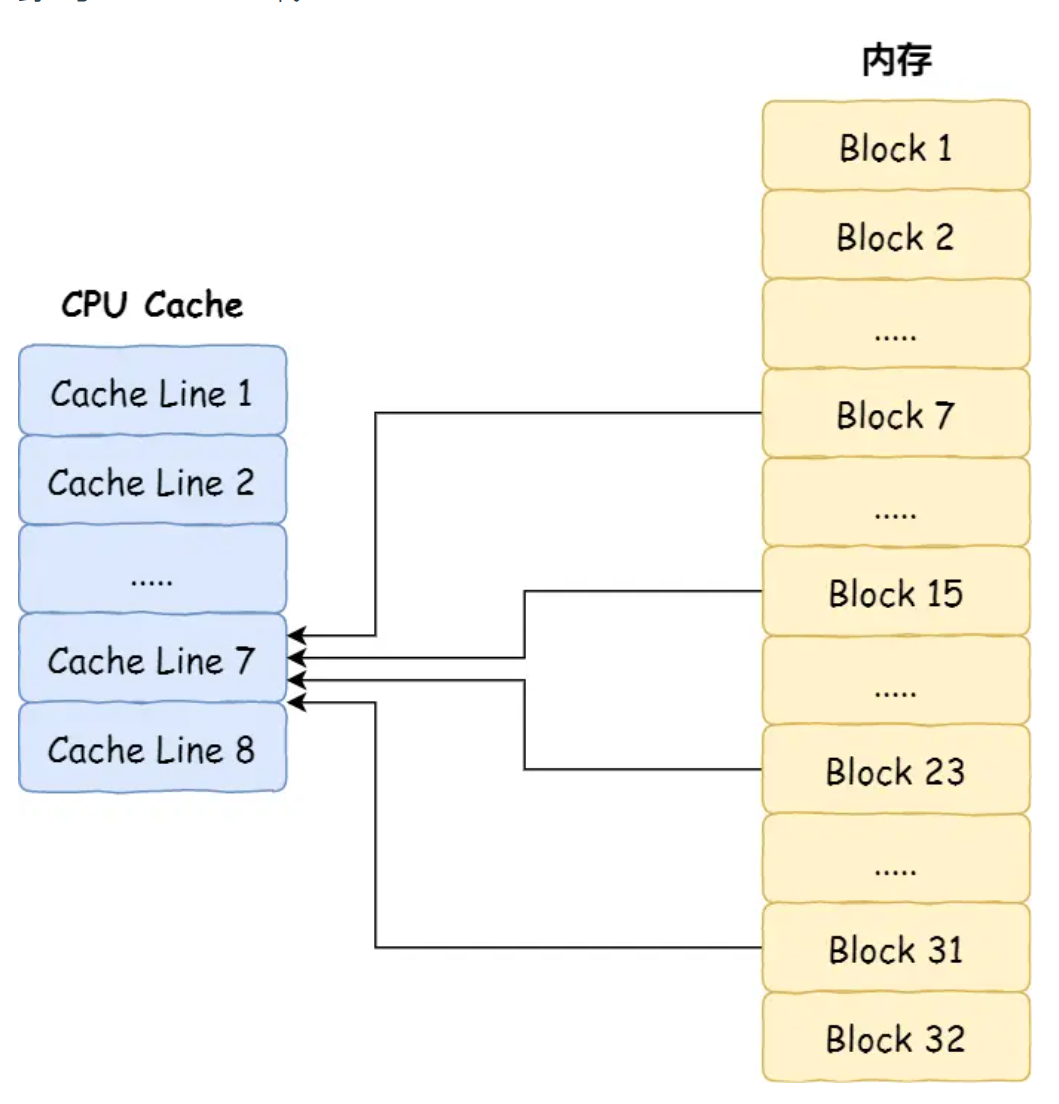 CPU Cache
Cache Line 1
Cache Line 2
.....
Cache Line 7
Cache Line 8
内存
Block 1
Block 2
.....
Block 7
.....
Block 15
.....
Block 23
.....
Block 31
Block 32